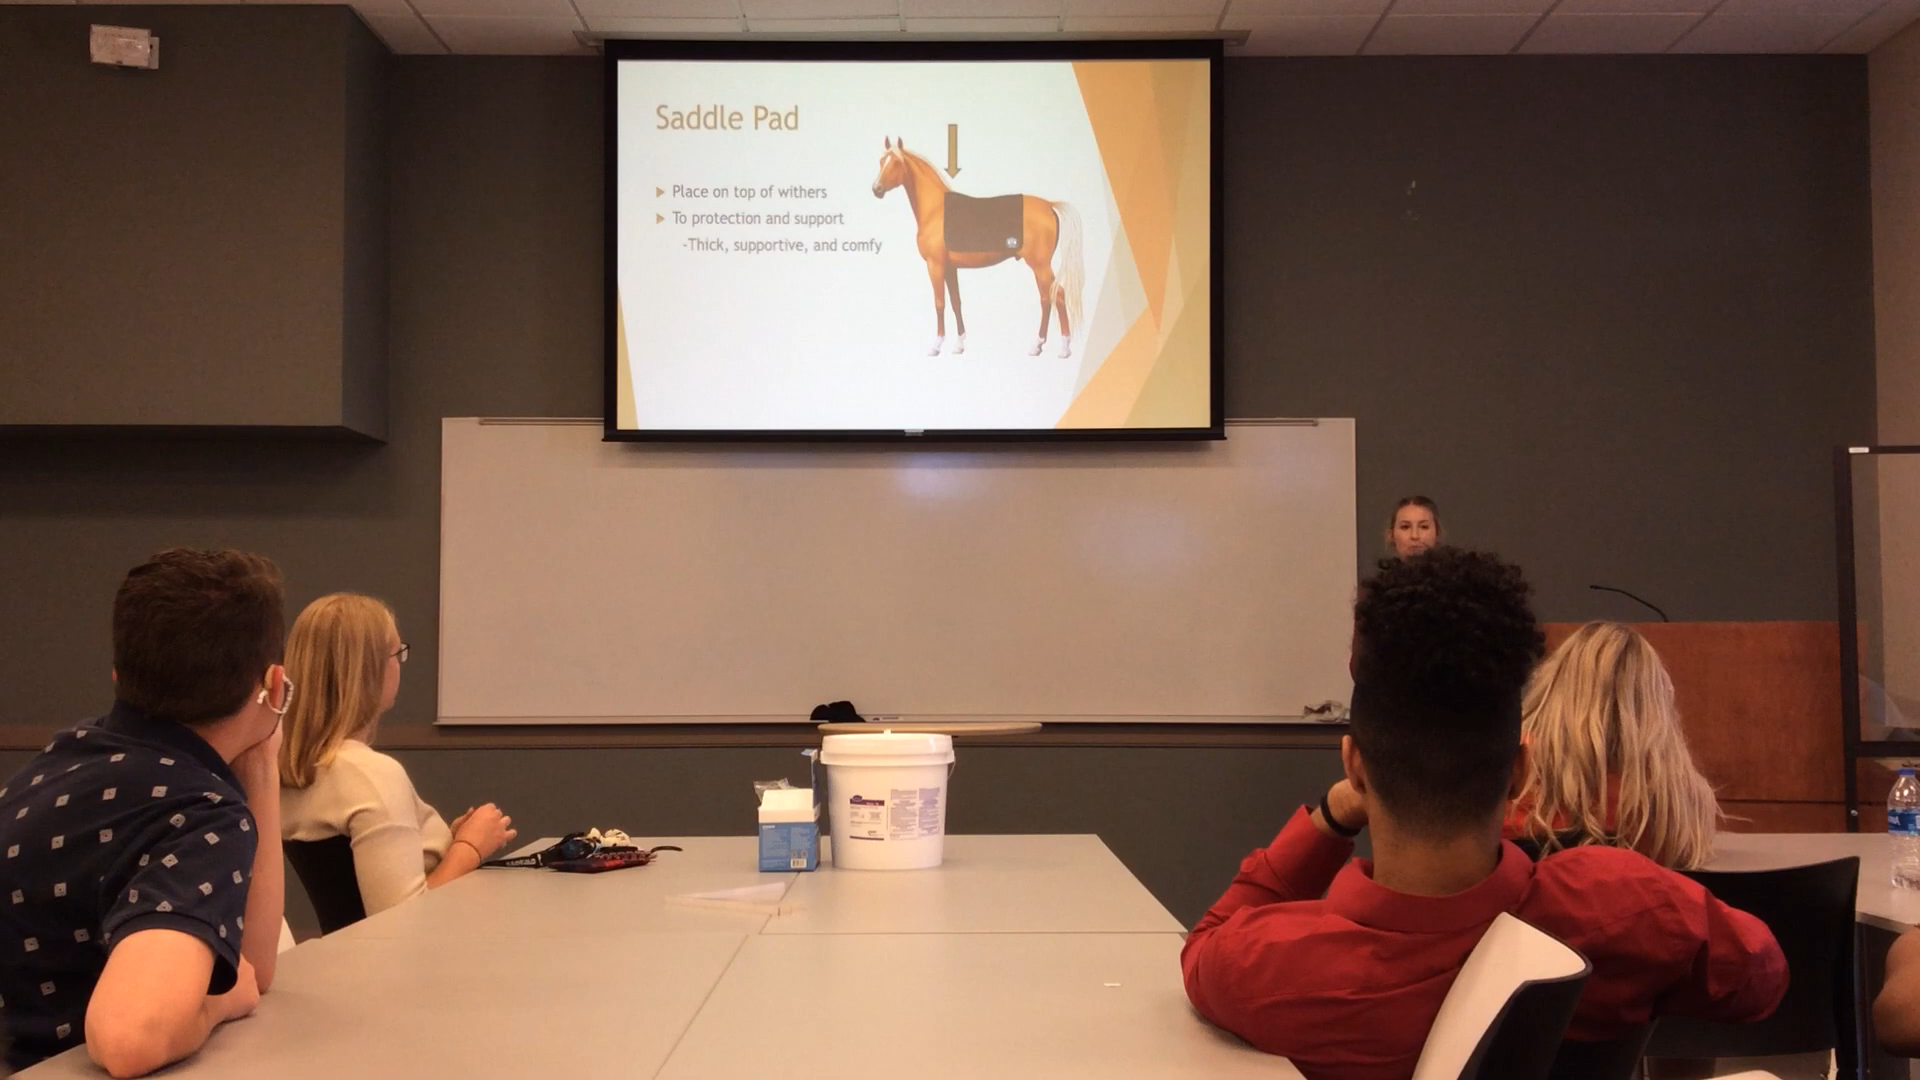 Saddle Pad
Place on top of withers
To protection and support
-Thick, supportive, and comfy